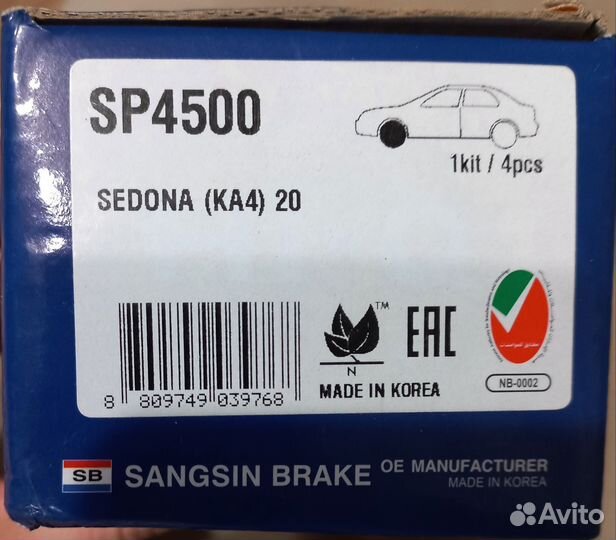 SP4500
1kit / 4pcs
SEDONA (KA4) 20
8 809749 039768
TM
N
MADE IN KOREA
EAC
NB-0002
SB
SANGSIN BRAKE
OE MANUFACTURER
MADE IN KOREA
Avito